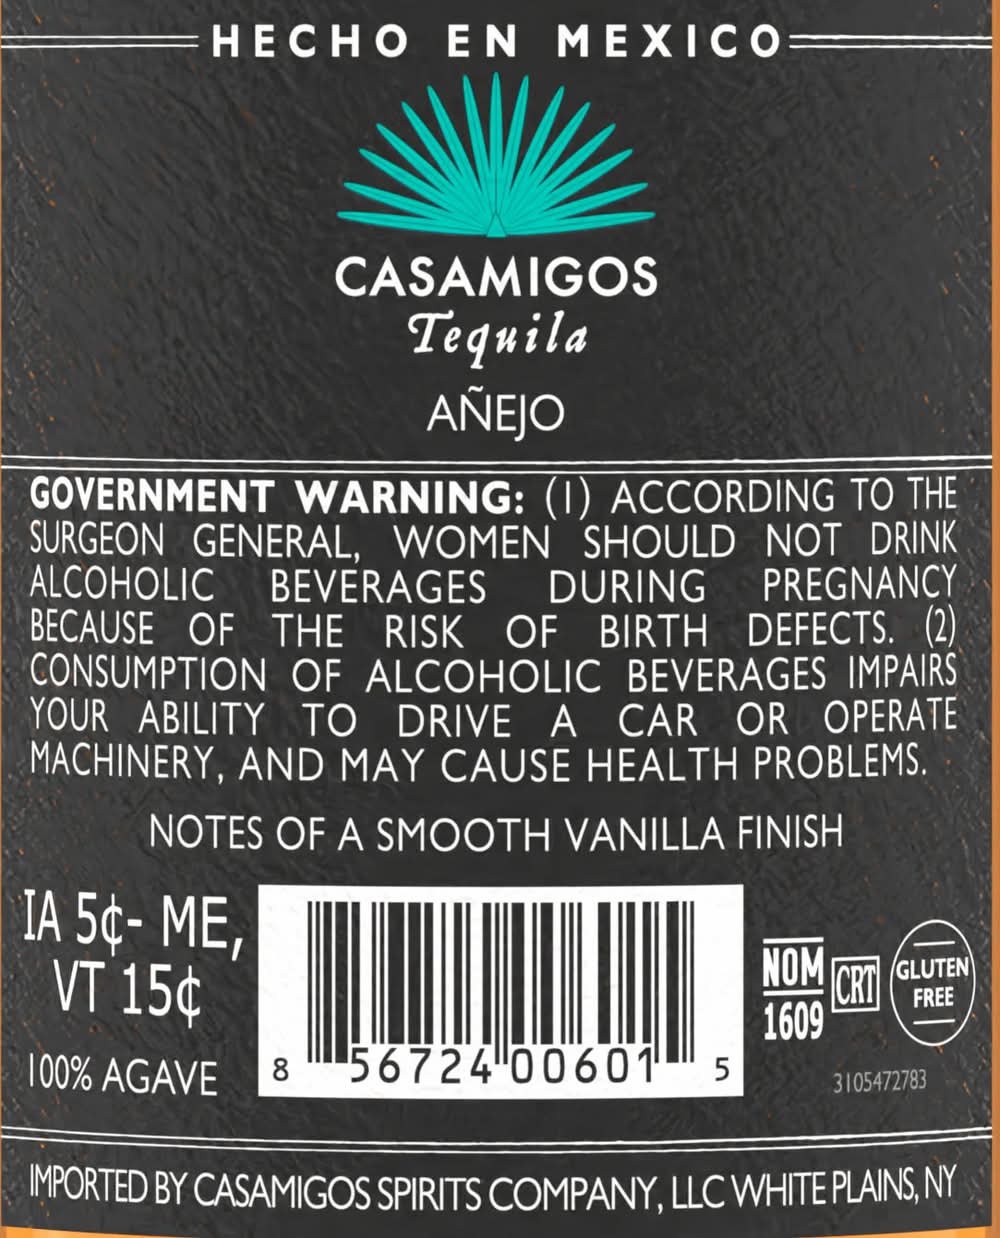 HECHO EN MEXICO
CASAMIGOS
Tequila
AÑEJO
GOVERNMENT WARNING: (1) ACCORDING TO THE
SURGEON GENERAL, WOMEN SHOULD NOT DRINK
ALCOHOLIC BEVERAGES DURING PREGNANCY
BECAUSE OF THE RISK OF BIRTH DEFECTS. (2)
CONSUMPTION OF ALCOHOLIC BEVERAGES IMPAIRS
YOUR ABILITY TO DRIVE A CAR OR OPERATE
MACHINERY, AND MAY CAUSE HEALTH PROBLEMS.
NOTES OF A SMOOTH VANILLA FINISH
IA 5¢- ME,
VT 15¢
100% AGAVE
8 56724 00601 5
NOM
1609
CRT
GLUTEN
FREE
3105472783
IMPORTED BY CASAMIGOS SPIRITS COMPANY, LLC WHITE PLAINS, NY